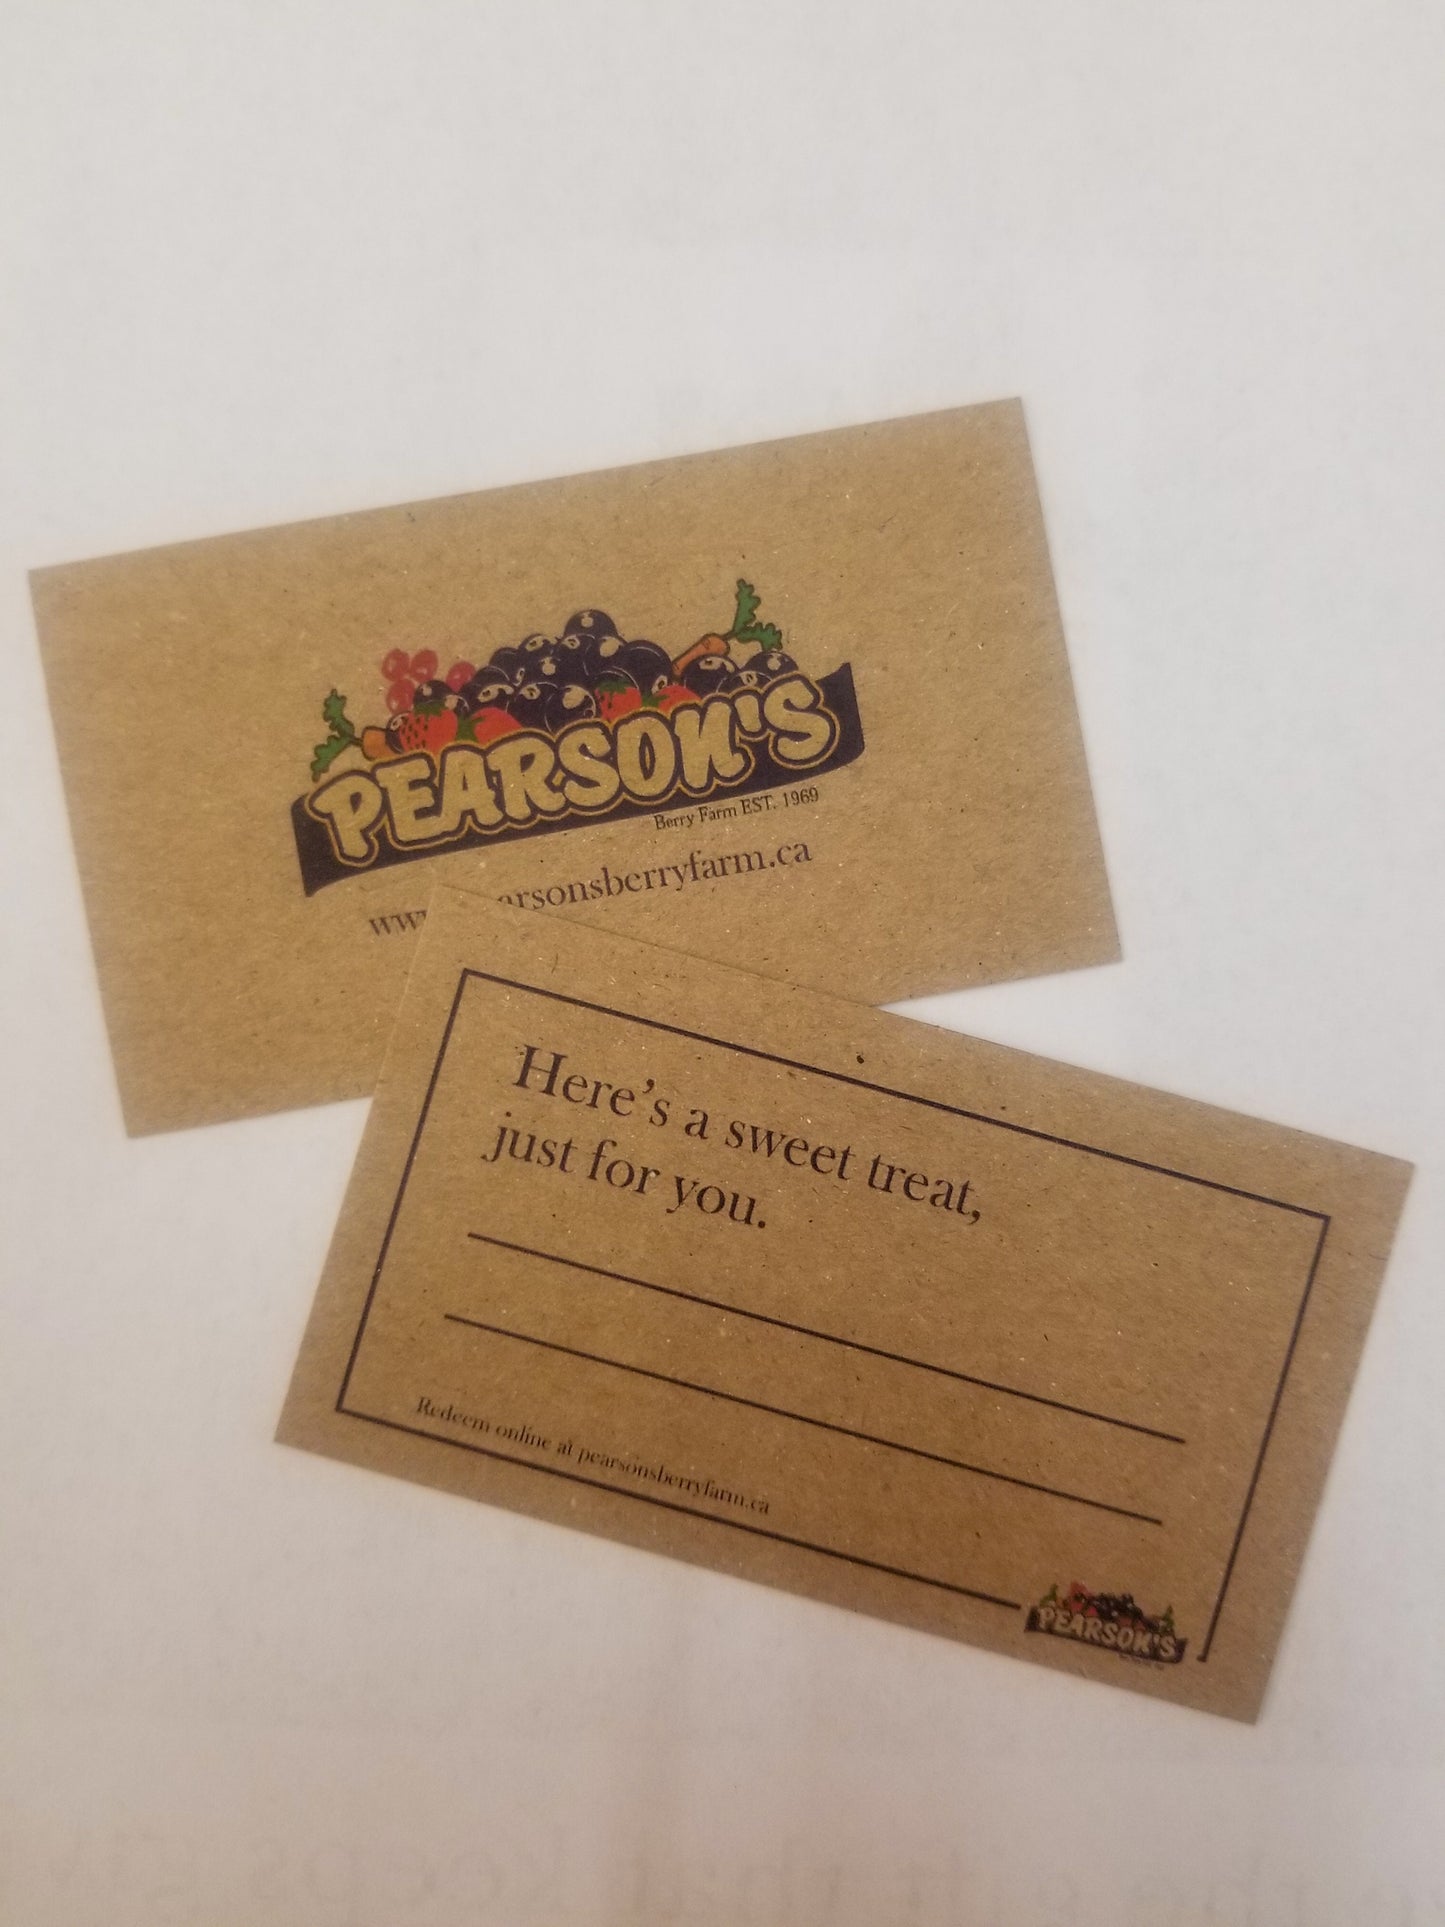 PEARSON'S
Berry Farm EST. 1969
www. arsonsberryfarm.ca
Here's a sweet treat,
just for you.
Redeem online at pearsonsberryfarm.ca
PEARSON'S